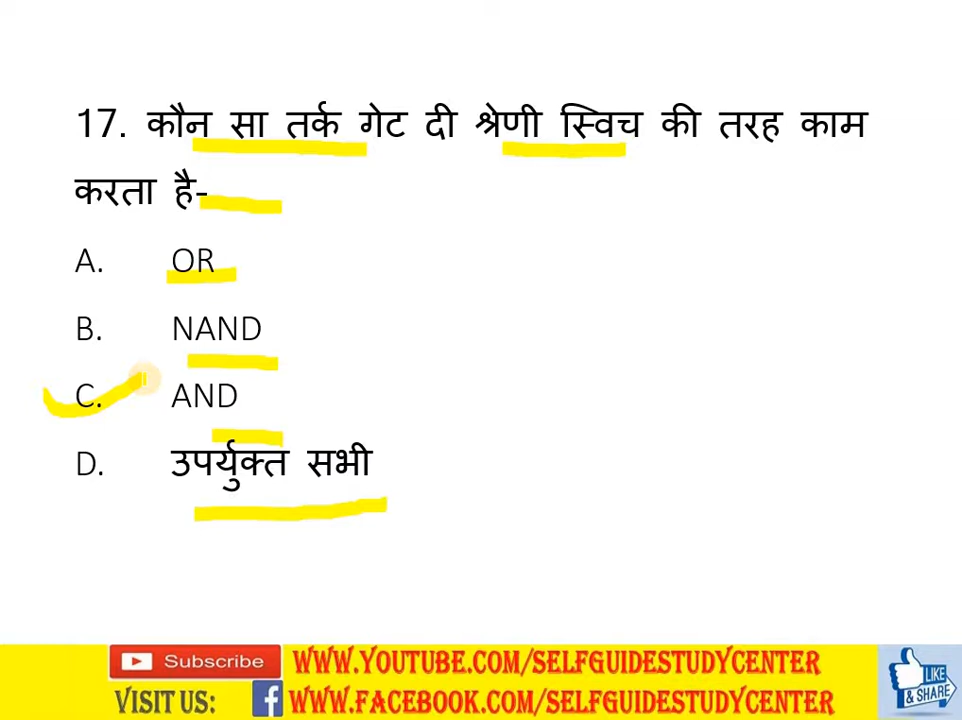 17. कौन सा तर्क गेट दी श्रेणी स्विच की तरह काम
करता है-
A. OR
B. NAND
C. AND
D. उपर्युक्त सभी
Subscribe WWW.YOUTUBE.COM/SELFGUIDESTUDYCENTER
VISIT US: f WWW.FACEBOOK.COM/SELFGUIDESTUDYCENTER
LIKE
& SHARE